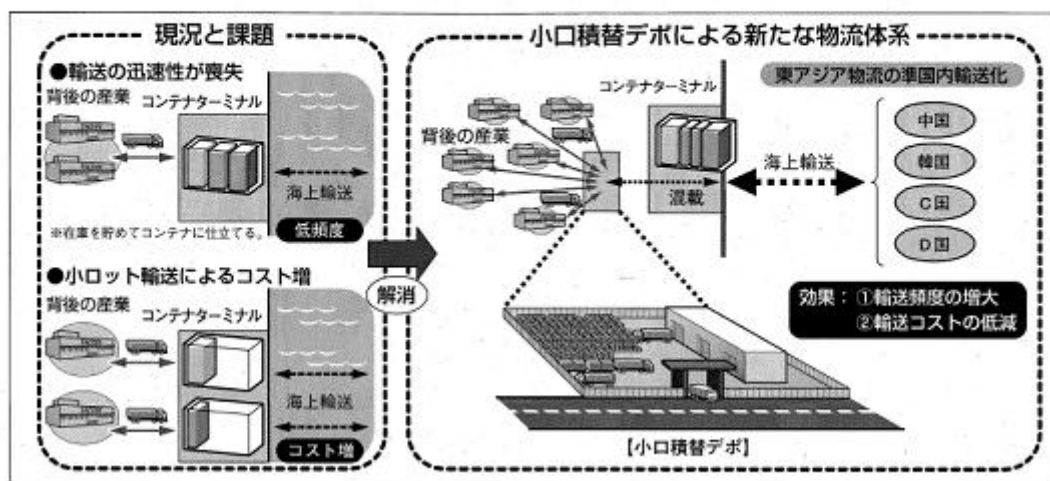 現況と課題
●輸送の迅速性が喪失
背後の産業
コンテナターミナル
海上輸送
低頻度
※在庫を貯めてコンテナに仕立てる。
●小ロット輸送によるコスト増
背後の産業
コンテナターミナル
海上輸送
コスト増
解消
小口積替デポによる新たな物流体系
東アジア物流の準国内輸送化
コンテナターミナル
背後の産業
混載
海上輸送
中国
韓国
C国
D国
効果：①輸送頻度の増大
②輸送コストの低減
【小口積替デポ】